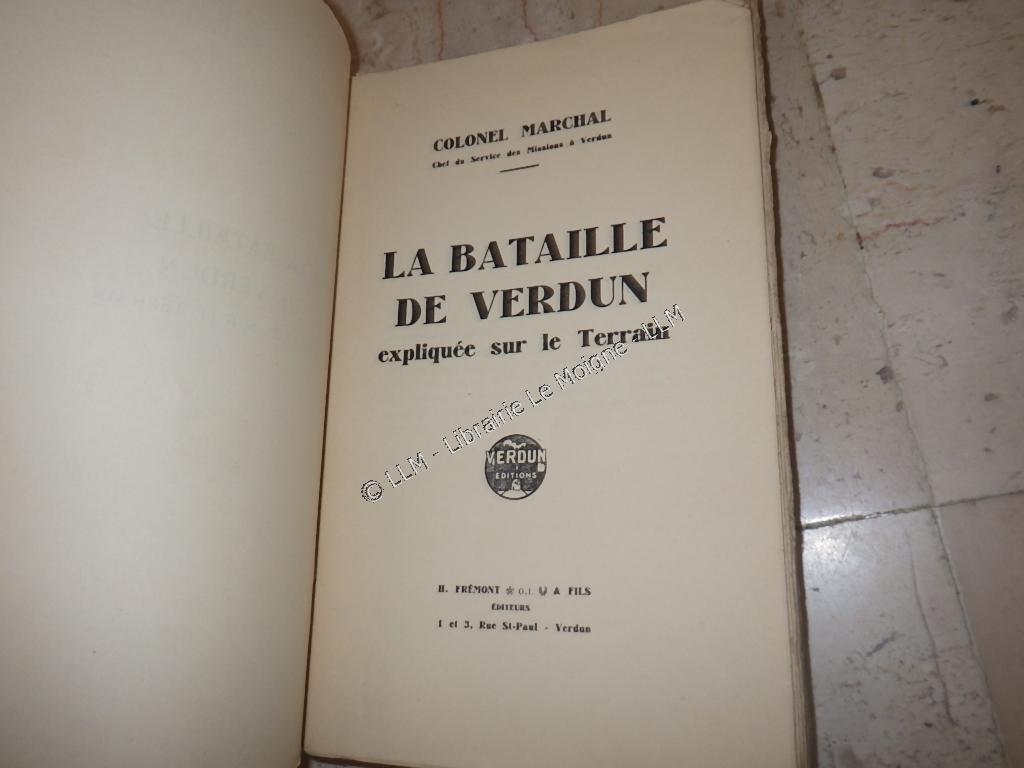 COLONEL MARCHAL
Chef du Service des Missions à Verdun
LA BATAILLE
DE VERDUN
expliquée sur le Terrain
© LLM - Librairie Le Moigne - LLM
VERDUN
EDITIONS
H. FRÉMONT O.I. & FILS
ÉDITEURS
1 et 3, Rue St-Paul - Verdun